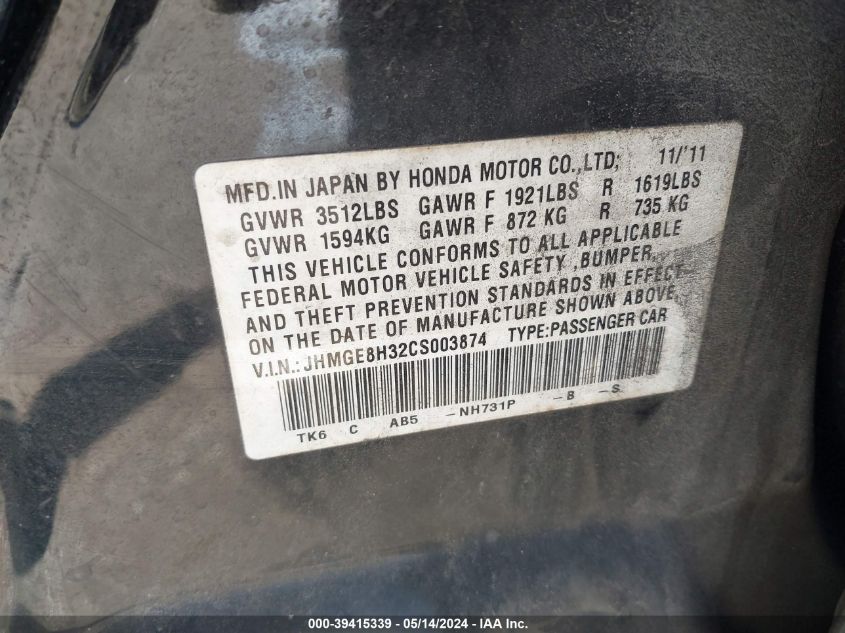 MFD.IN JAPAN BY HONDA MOTOR CO.,LTD; 11/'11
GVWR 3512LBS GAWR F 1921LBS R 1619LBS
GVWR 1594KG GAWR F 872 KG R 735 KG
THIS VEHICLE CONFORMS TO ALL APPLICABLE
FEDERAL MOTOR VEHICLE SAFETY ,BUMPER,
AND THEFT PREVENTION STANDARDS IN EFFECT
ON THE DATE OF MANUFACTURE SHOWN ABOVE.
V.I.N.: JHMGE8H32CS003874 TYPE:PASSENGER CAR
TK6 C AB5 -NH731P -B -S
000-39415339 - 05/14/2024 - IAA, Inc.